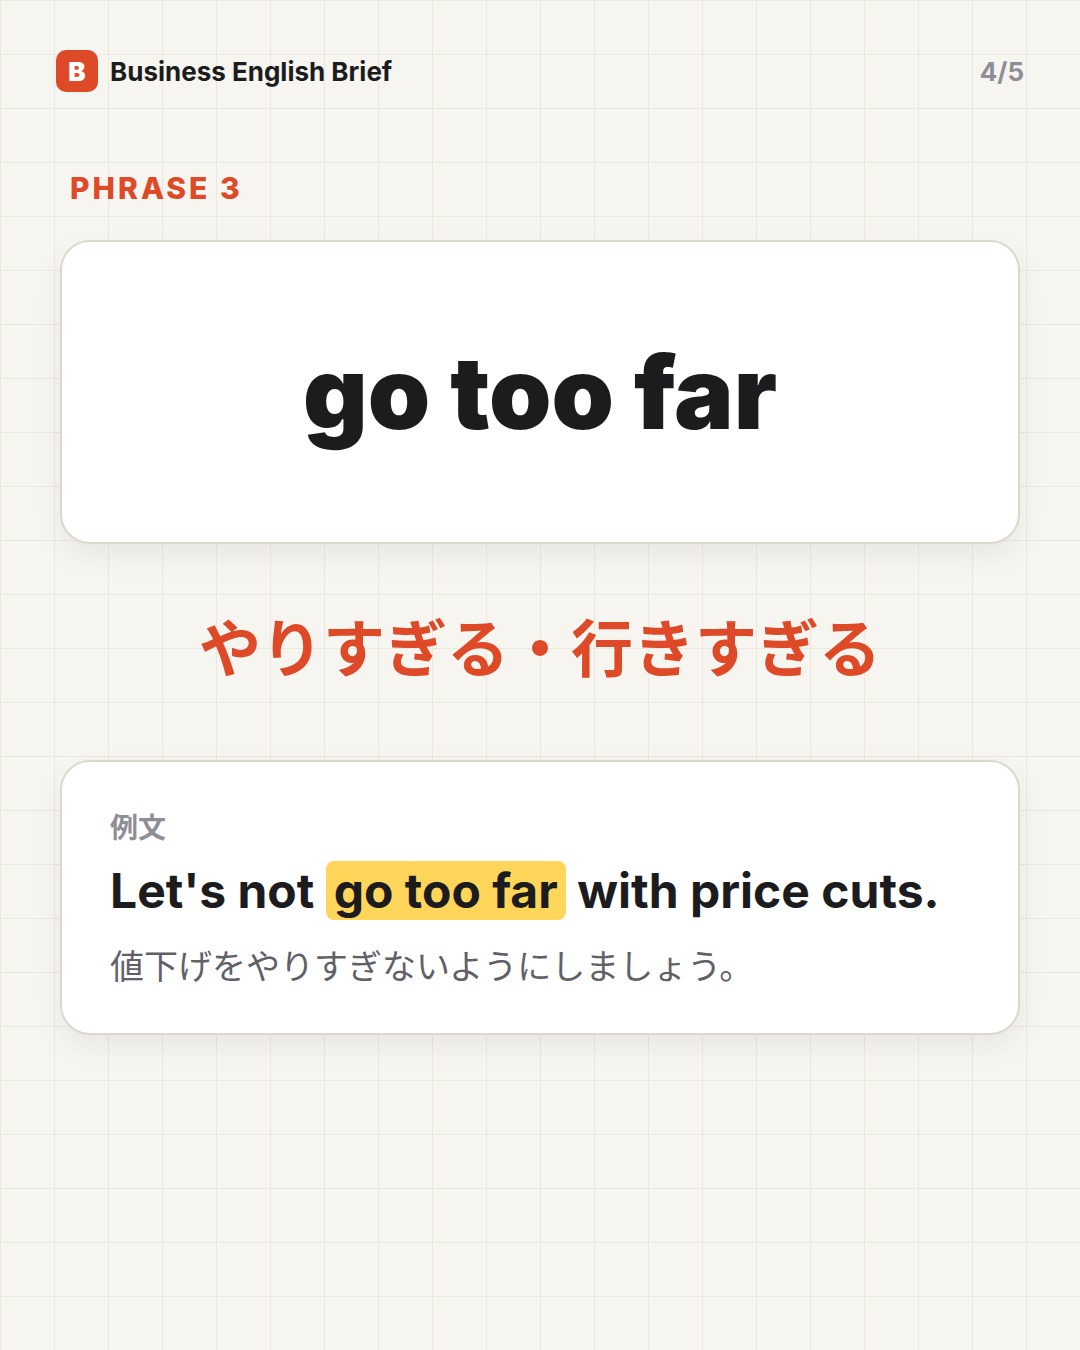 B Business English Brief 4/5
PHRASE 3
go too far
やりすぎる・行きすぎる
例文
Let's not go too far with price cuts.
値下げをやりすぎないようにしましょう。